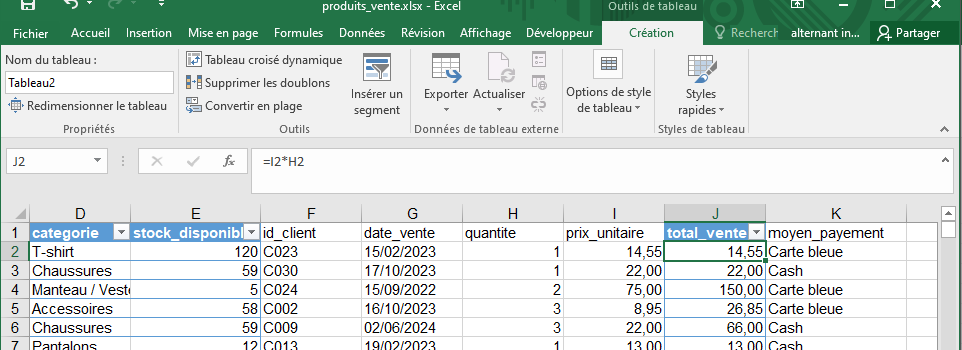 produits_vente.xlsx - Excel
Outils de tableau
Fichier Accueil Insertion Mise en page Formules Données Révision Affichage Développeur Création Recherch alternant in... Partager
Nom du tableau :
Tableau2
Redimensionner le tableau
Propriétés
Tableau croisé dynamique
Supprimer les doublons
Convertir en plage
Outils
Insérer un
segment
Exporter Actualiser
Données de tableau externe
Options de style
de tableau
Styles
rapides
Styles de tableau
J2 fx =I2*H2
D E F G H I J K
1 categorie stock_disponibl id_client date_vente quantite prix_unitaire total_vente moyen_payement
2 T-shirt 120 C023 15/02/2023 1 14,55 14,55 Carte bleue
3 Chaussures 59 C030 17/10/2023 1 22,00 22,00 Cash
4 Manteau / Veste 5 C024 15/09/2022 2 75,00 150,00 Carte bleue
5 Accessoires 58 C002 16/10/2023 3 8,95 26,85 Carte bleue
6 Chaussures 59 C009 02/06/2024 3 22,00 66,00 Cash
7 Pantalons 12 C013 19/02/2023 1 13,00 13,00 Cash